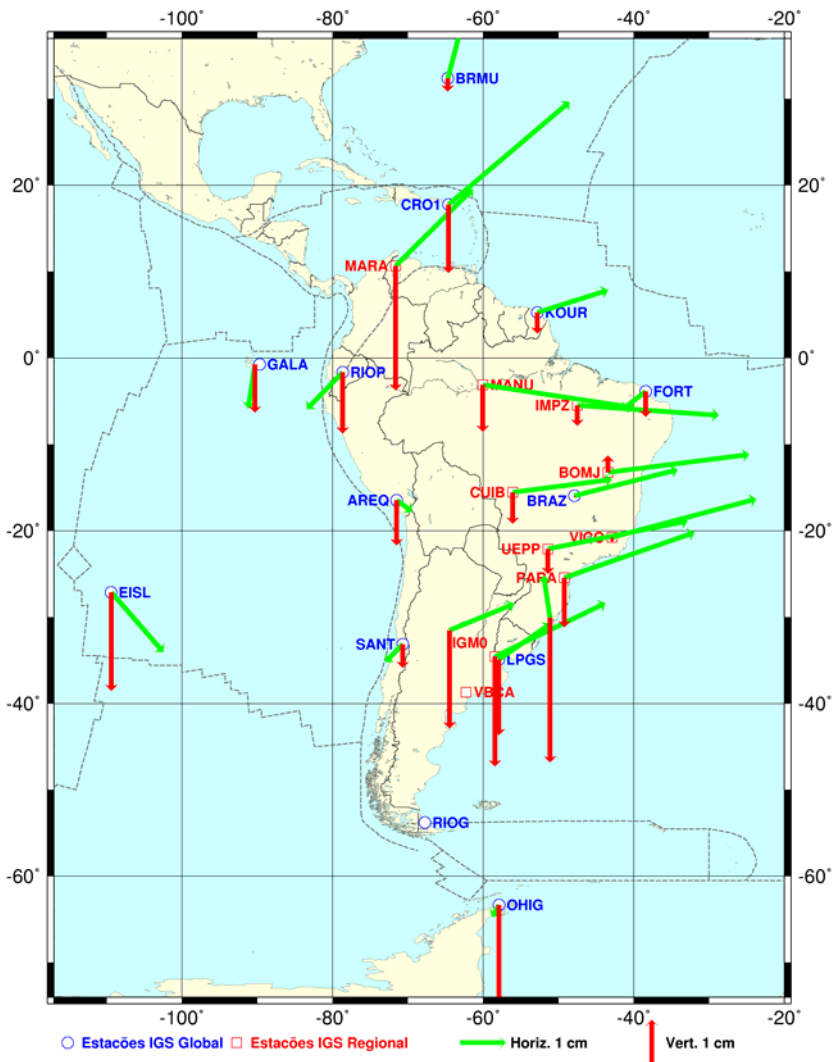 -100° -80° -60° -40° -20°
BRMU
20° 20°
CRO1
MARA
KOUR
0° 0°
GALA RIOP MANU FORT
IMPZ
BOMJ
CUIB BRAZ
AREQ
-20° -20°
VICO
UEPP
PARA
EISL
SANT IGM0
LPGS
VBCA
-40° -40°
RIOG
-60° -60°
OHIG
-100° -80° -60° -40° -20°
Estacões IGS Global Estacões IGS Regional Horiz. 1 cm Vert. 1 cm